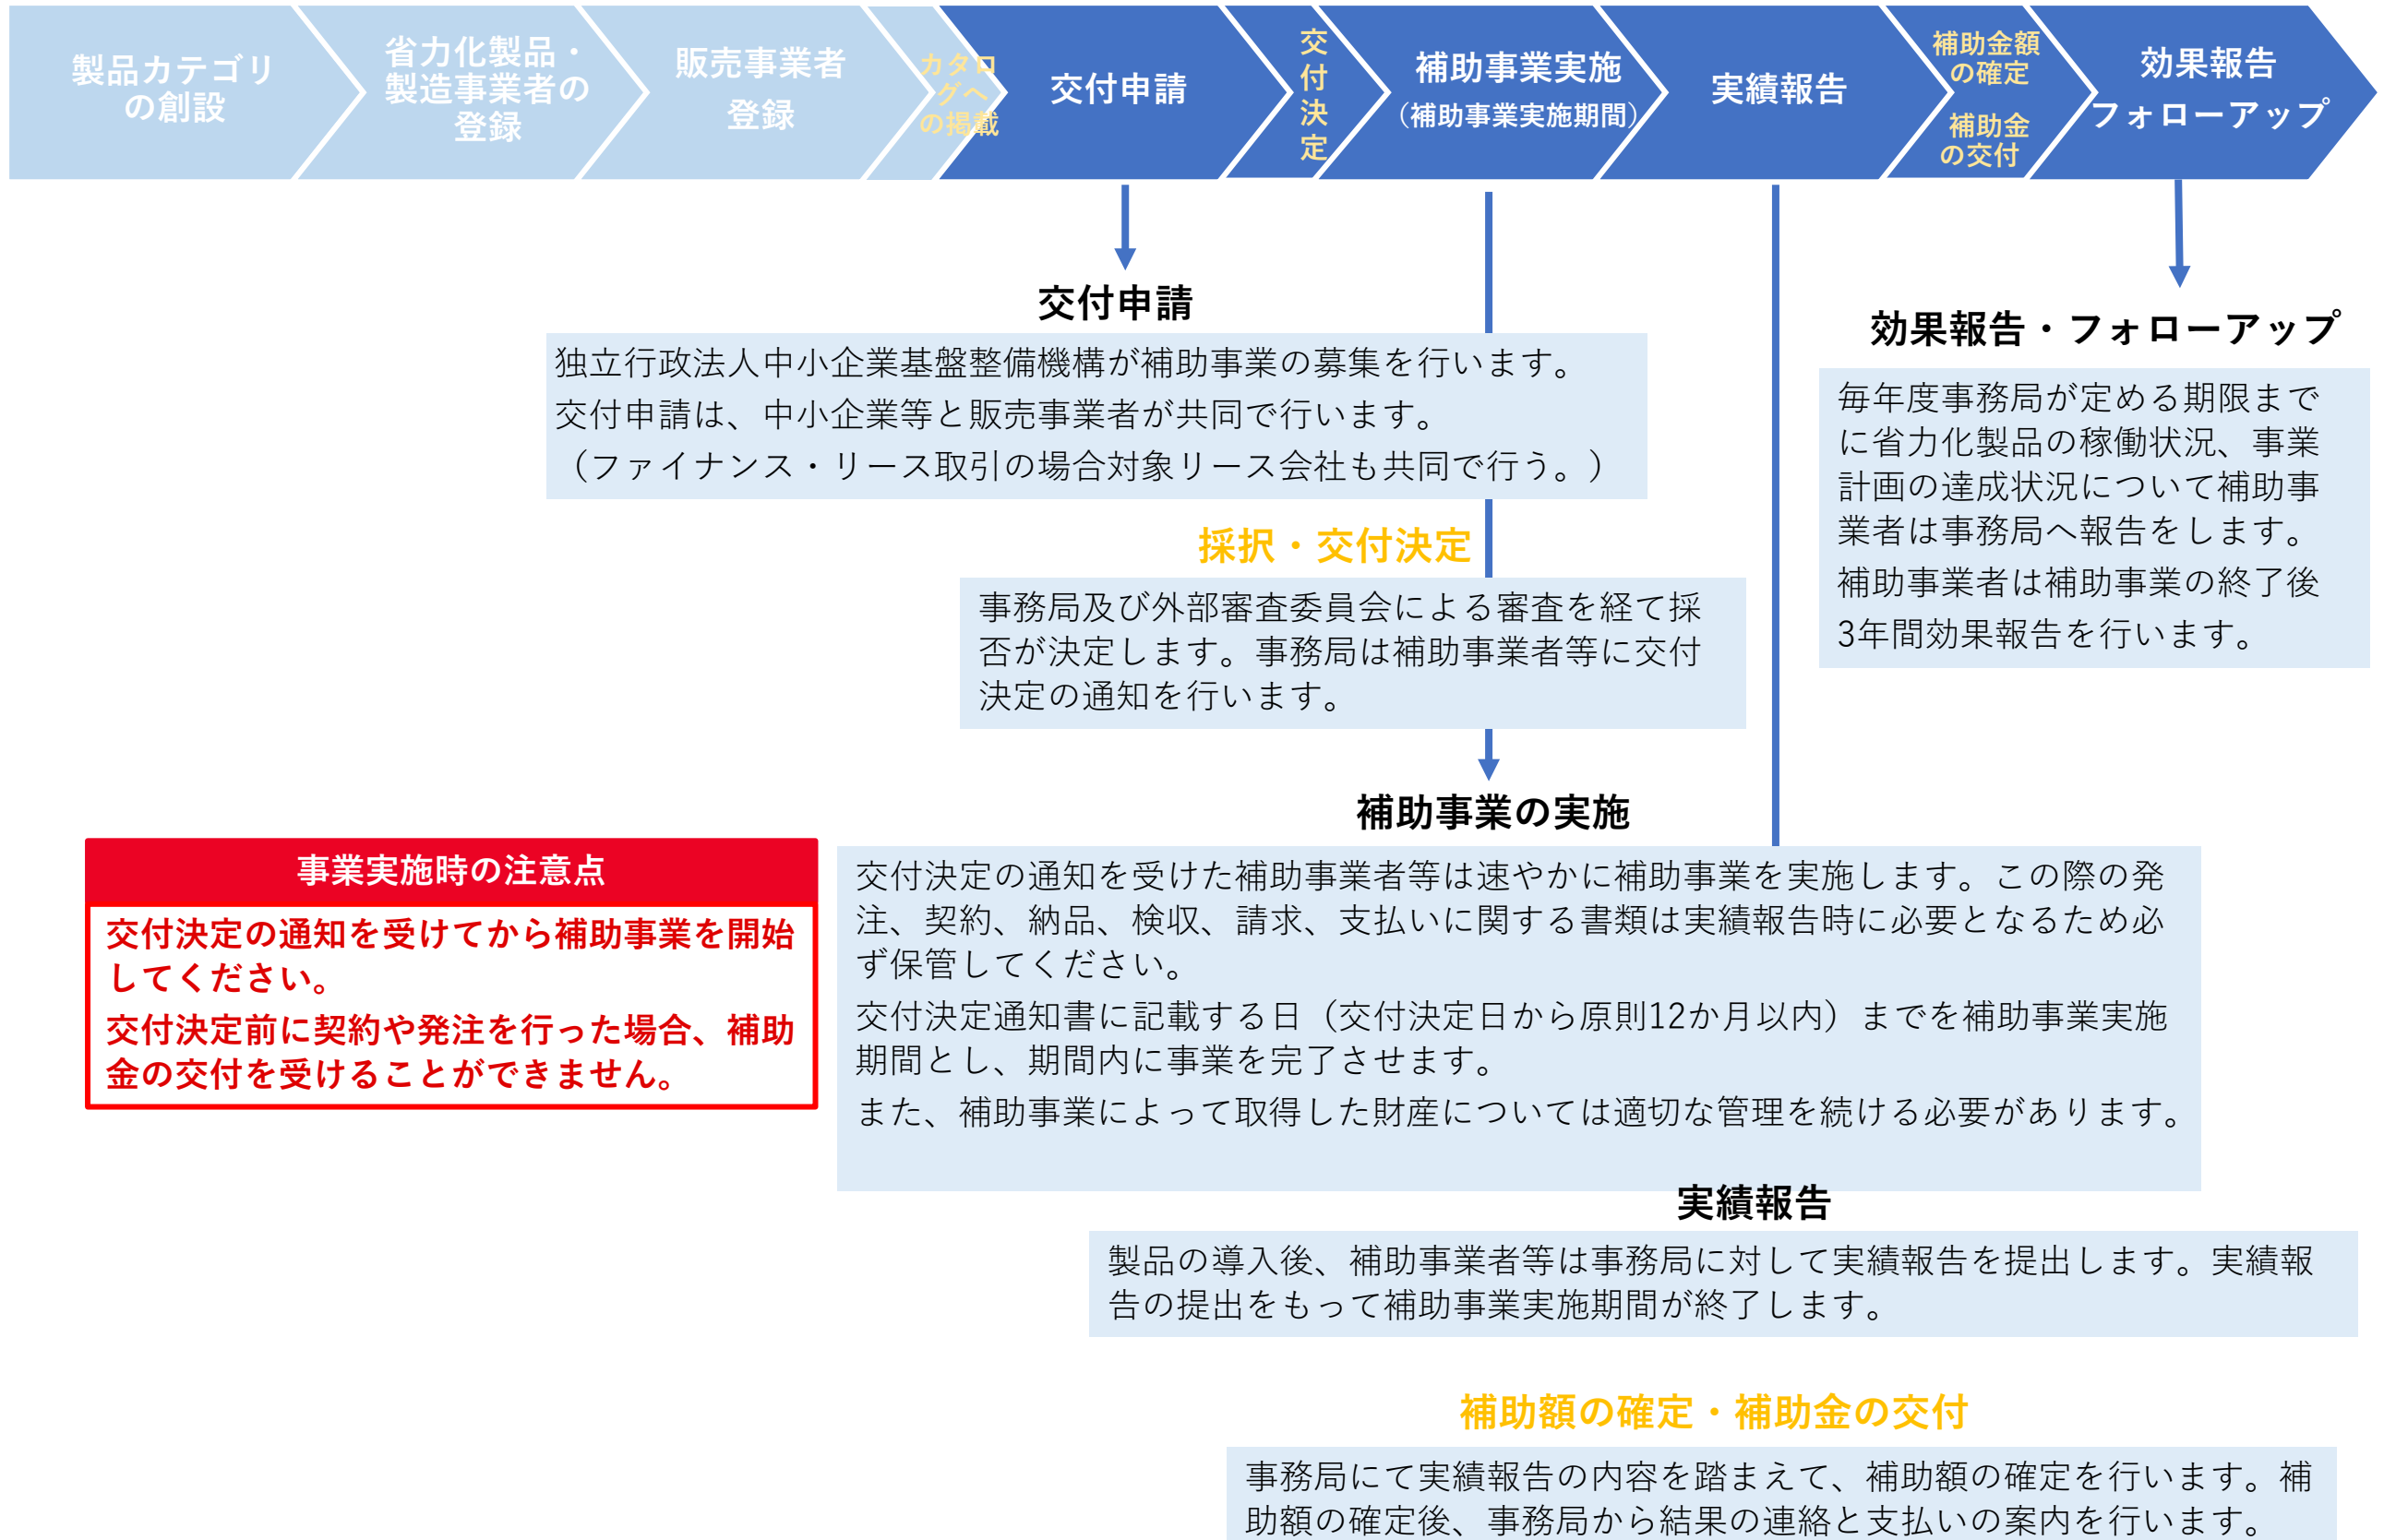 製品カテゴリ
の創設
省力化製品・
製造事業者の
登録
販売事業者
登録
カタロ
グへ
の掲載
交付申請
交
付
決
定
補助事業実施
（補助事業実施期間）
実績報告
補助金額
の確定
補助金
の交付
効果報告
フォローアップ
交付申請
独立行政法人中小企業基盤整備機構が補助事業の募集を行います。
交付申請は、中小企業等と販売事業者が共同で行います。
（ファイナンス・リース取引の場合対象リース会社も共同で行う。）
効果報告・フォローアップ
毎年度事務局が定める期限まで
に省力化製品の稼働状況、事業
計画の達成状況について補助事
業者は事務局へ報告をします。
補助事業者は補助事業の終了後
3年間効果報告を行います。
採択・交付決定
事務局及び外部審査委員会による審査を経て採
否が決定します。事務局は補助事業者等に交付
決定の通知を行います。
補助事業の実施
交付決定の通知を受けた補助事業者等は速やかに補助事業を実施します。この際の発
注、契約、納品、検収、請求、支払いに関する書類は実績報告時に必要となるため必
ず保管してください。
交付決定通知書に記載する日（交付決定日から原則12か月以内）までを補助事業実施
期間とし、期間内に事業を完了させます。
また、補助事業によって取得した財産については適切な管理を続ける必要があります。
事業実施時の注意点
交付決定の通知を受けてから補助事業を開始
してください。
交付決定前に契約や発注を行った場合、補助
金の交付を受けることができません。
実績報告
製品の導入後、補助事業者等は事務局に対して実績報告を提出します。実績報
告の提出をもって補助事業実施期間が終了します。
補助額の確定・補助金の交付
事務局にて実績報告の内容を踏まえて、補助額の確定を行います。補
助額の確定後、事務局から結果の連絡と支払いの案内を行います。